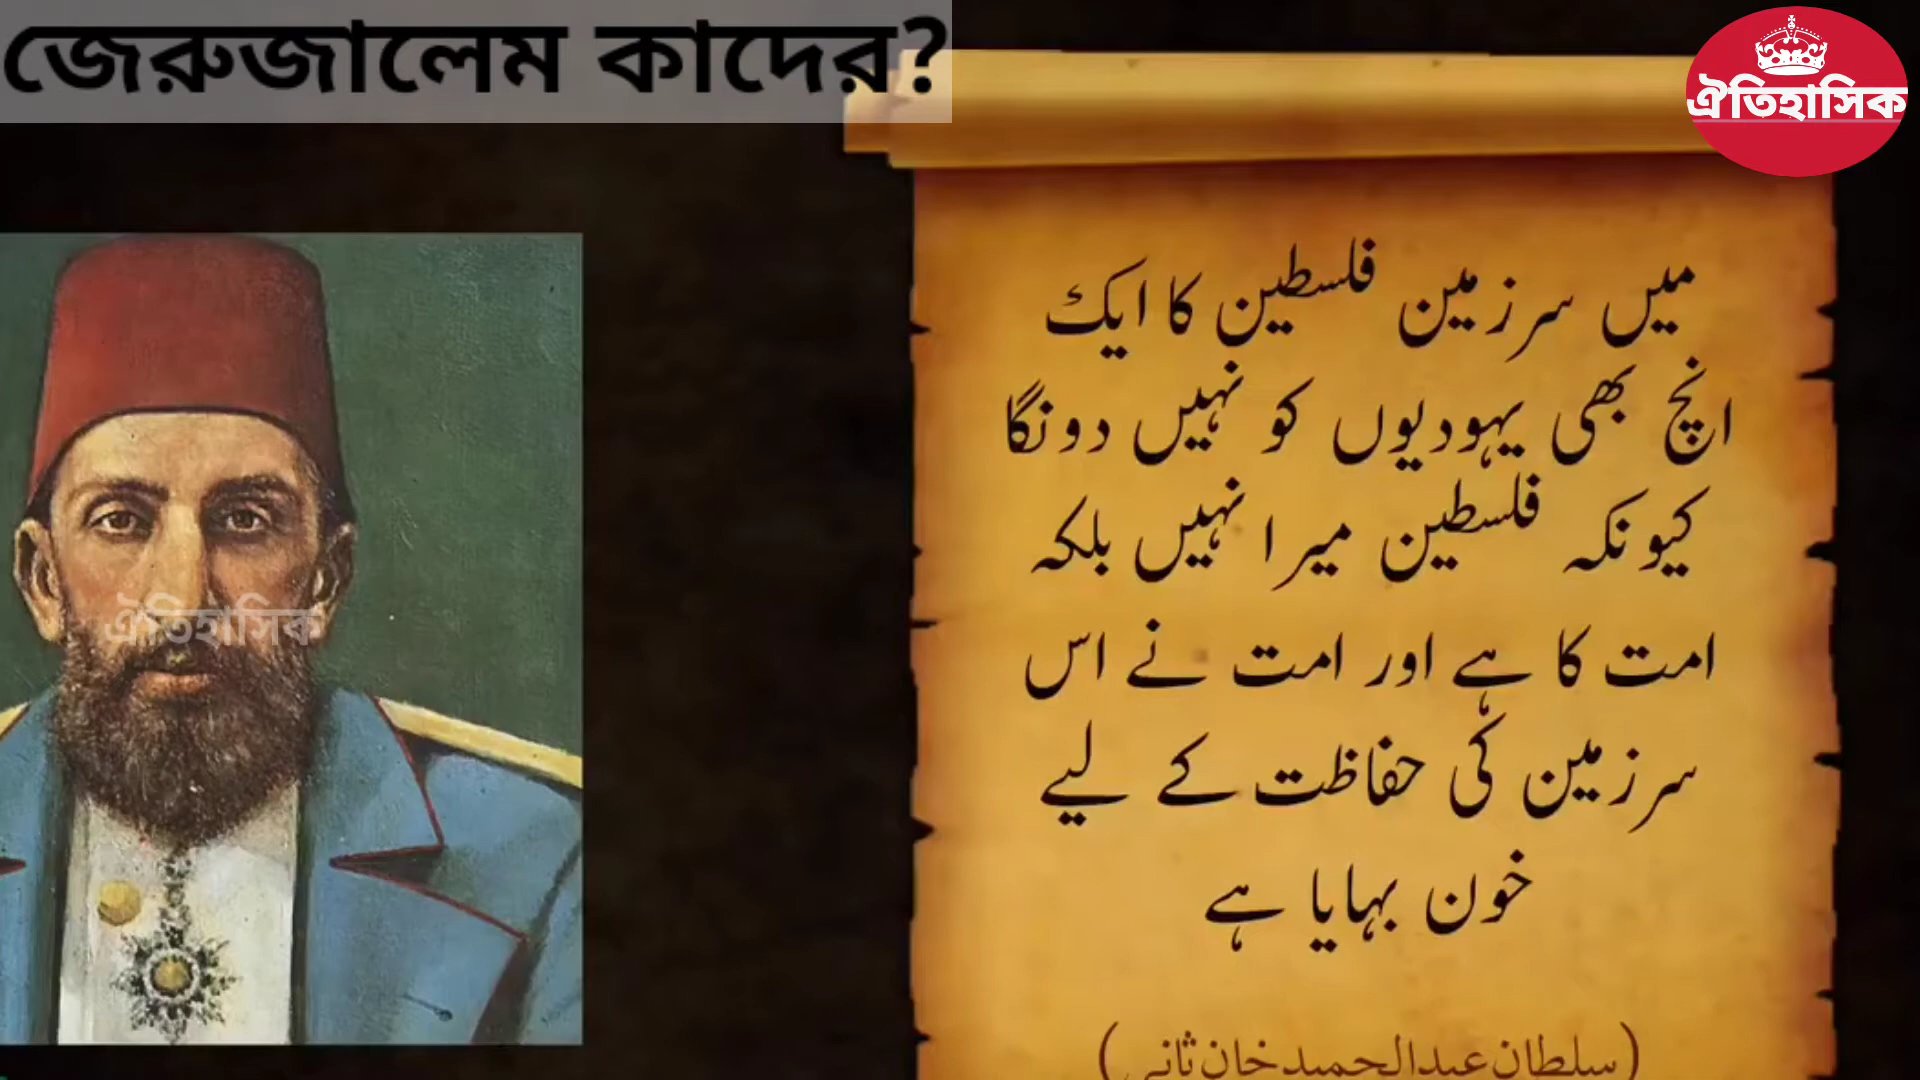 জেরুজালেম কাদের?
ঐতিহাসিক
میں سرزمین فلسطین کا ایک
انچ بھی یہودیوں کو نہیں دونگا
کیونکہ فلسطین میرا نہیں بلکہ
امت کا ہے اور امت نے اس
سرزمین کی حفاظت کے لیے
خون بہایا ہے
(سلطان عبدالحمید خان ثانی)
ঐতিহাসিক